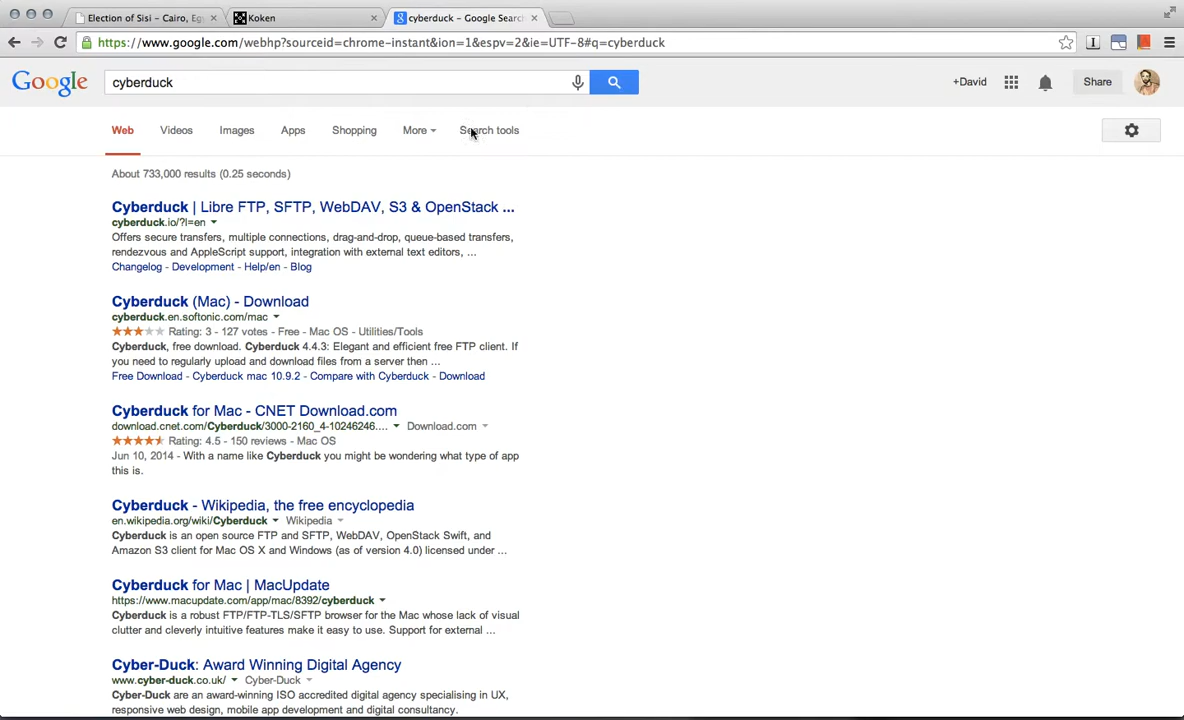 Election of Sisi – Cairo, Eg
Koken
cyberduck – Google Searc
https://www.google.com/webhp?sourceid=chrome-instant&ion=1&espv=2&ie=UTF-8#q=cyberduck
Google
cyberduck
+David
Share
Web
Videos
Images
Apps
Shopping
More
Search tools
About 733,000 results (0.25 seconds)
Cyberduck | Libre FTP, SFTP, WebDAV, S3 & OpenStack ...
cyberduck.io/?l=en
Offers secure transfers, multiple connections, drag-and-drop, queue-based transfers,
rendezvous and AppleScript support, integration with external text editors, ...
Changelog - Development - Help/en - Blog
Cyberduck (Mac) - Download
cyberduck.en.softonic.com/mac
Rating: 3 - 127 votes - Free - Mac OS - Utilities/Tools
Cyberduck, free download. Cyberduck 4.4.3: Elegant and efficient free FTP client. If
you need to regularly upload and download files from a server then ...
Free Download - Cyberduck mac 10.9.2 - Compare with Cyberduck - Download
Cyberduck for Mac - CNET Download.com
download.cnet.com/Cyberduck/3000-2160_4-10246246.... Download.com
Rating: 4.5 - 150 reviews - Mac OS
Jun 10, 2014 - With a name like Cyberduck you might be wondering what type of app
this is.
Cyberduck - Wikipedia, the free encyclopedia
en.wikipedia.org/wiki/Cyberduck Wikipedia
Cyberduck is an open source FTP and SFTP, WebDAV, OpenStack Swift, and
Amazon S3 client for Mac OS X and Windows (as of version 4.0) licensed under ...
Cyberduck for Mac | MacUpdate
https://www.macupdate.com/app/mac/8392/cyberduck
Cyberduck is a robust FTP/FTP-TLS/SFTP browser for the Mac whose lack of visual
clutter and cleverly intuitive features make it easy to use. Support for external ...
Cyber-Duck: Award Winning Digital Agency
www.cyber-duck.co.uk/ Cyber-Duck
Cyber-Duck are an award-winning ISO accredited digital agency specialising in UX,
responsive web design, mobile app development and digital consultancy.